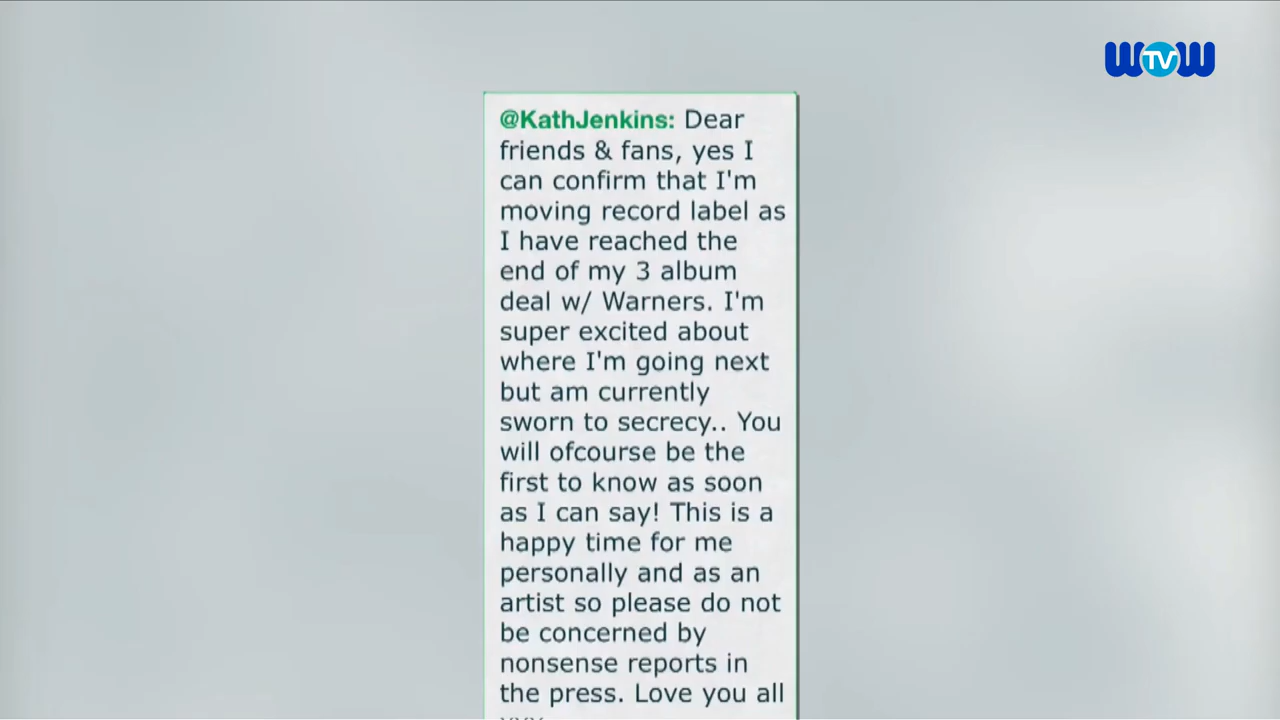 WOW
TV
@KathJenkins: Dear
friends & fans, yes I
can confirm that I'm
moving record label as
I have reached the
end of my 3 album
deal w/ Warners. I'm
super excited about
where I'm going next
but am currently
sworn to secrecy.. You
will ofcourse be the
first to know as soon
as I can say! This is a
happy time for me
personally and as an
artist so please do not
be concerned by
nonsense reports in
the press. Love you all